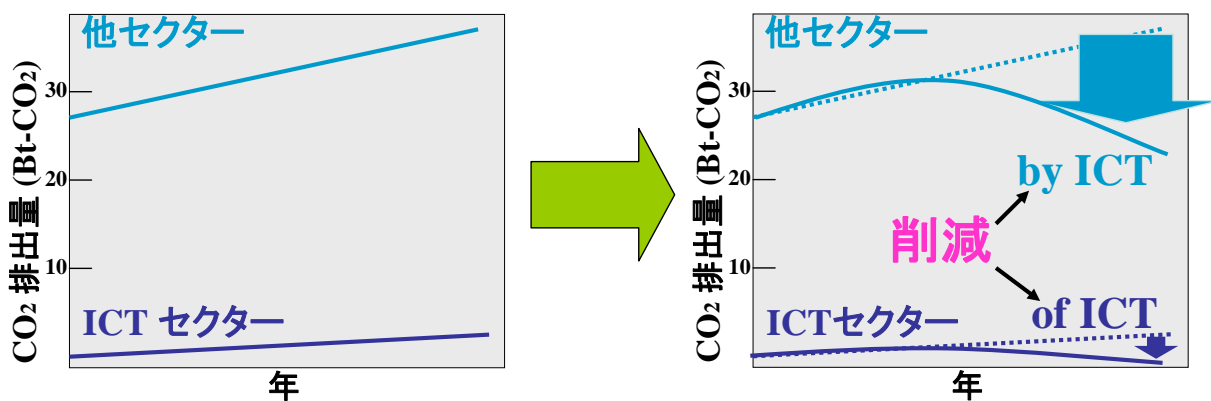 他セクター
CO2 排出量 (Bt-CO2)
30
20
10
ICT セクター
年
他セクター
CO2 排出量 (Bt-CO2)
30
20
10
by ICT
削減
of ICT
ICTセクター
年